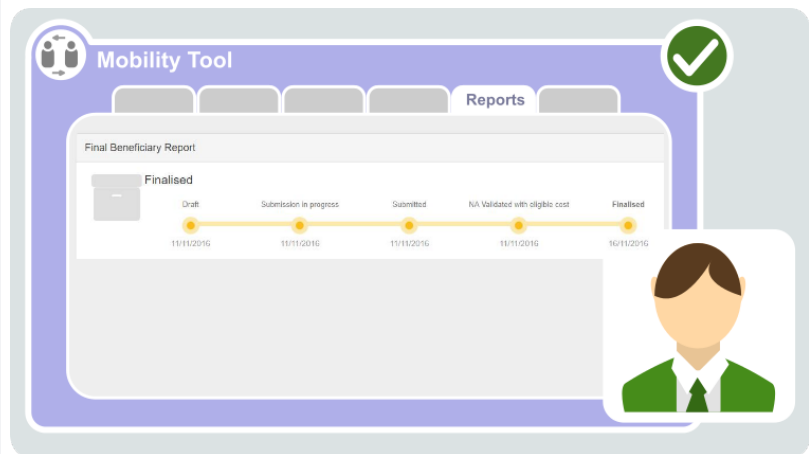 Mobility Tool
Reports
Final Beneficiary Report
Finalised
Draft Submission in progress Submitted NA Validated with eligible cost Finalised
11/11/2016 11/11/2016 11/11/2016 11/11/2016 16/11/2016